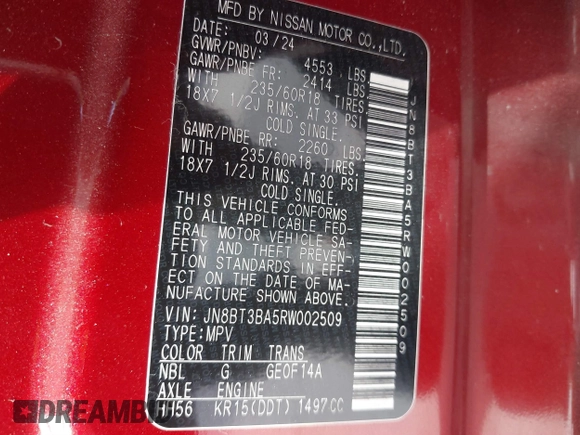 MFD BY NISSAN MOTOR CO.,LTD.
DATE: 03/24
GVWR/PNBV: 4553 LBS
GAWR/PNBE FR: 2414 LBS.
WITH 235/60R18 TIRES,
18X7 1/2J RIMS, AT 33 PSI
COLD SINGLE.
GAWR/PNBE RR: 2260 LBS.
WITH 235/60R18 TIRES,
18X7 1/2J RIMS, AT 30 PSI
COLD SINGLE.
THIS VEHICLE CONFORMS
TO ALL APPLICABLE FED-
ERAL MOTOR VEHICLE SA-
FETY AND THEFT PREVEN-
TION STANDARDS IN EFF-
ECT ON THE DATE OF MA-
NUFACTURE SHOWN ABOVE.
VIN: JN8BT3BA5RW002509
TYPE:MPV
COLOR TRIM TRANS
NBL G GE0F14A
AXLE ENGINE
HH56 KR15(DDT) 1497CC
JN8BT3BA5RW002509